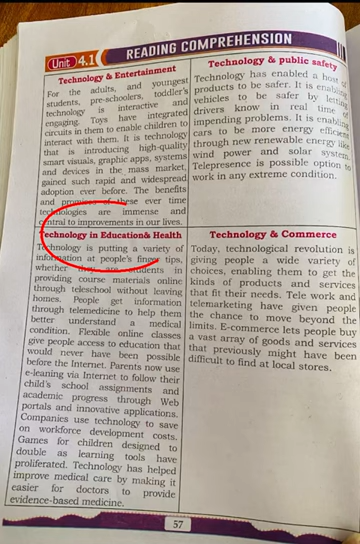 Unit 4.1
READING COMPREHENSION
Technology & Entertainment
For the adults, and youngest
students, pre-schoolers, toddler's
technology is interactive and
engaging. Toys have integrated
circuits in them to enable children to
interact with them. It is technology
that is introducing high-quality
smart visuals, graphic apps, systems
and devices in the mass market,
gained such rapid and widespread
adoption ever before. The benefits
and promises of these ever time
technologies are immense and
central to improvements in our lives.
Technology & public safety
Technology has enabled a host of
products to be safer. It is enabling
vehicles to be safer by letting
drivers know in real time of
impending problems. It is enabling
cars to be more energy efficient
through new renewable energy like
wind power and solar system.
Telepresence is possible option to
work in any extreme condition.
Technology in Education& Health
Technology is putting a variety of
information at people's finger tips,
whether they are students in
providing course materials online
through teleschool without leaving
homes. People get information
through telemedicine to help them
better understand a medical
condition. Flexible online classes
give people access to education that
would never have been possible
before the Internet. Parents now use
e-leaning via Internet to follow their
child's school assignments and
academic progress through Web
portals and innovative applications.
Companies use technology to save
on workforce development costs.
Games for children designed to
double as learning tools have
proliferated. Technology has helped
improve medical care by making it
easier for doctors to provide
evidence-based medicine.
Technology & Commerce
Today, technological revolution is
giving people a wide variety of
choices, enabling them to get the
kinds of products and services
that fit their needs. Tele work and
telemarketing have given people
the chance to move beyond the
limits. E-commerce lets people buy
a vast array of goods and services
that previously might have been
difficult to find at local stores.
57